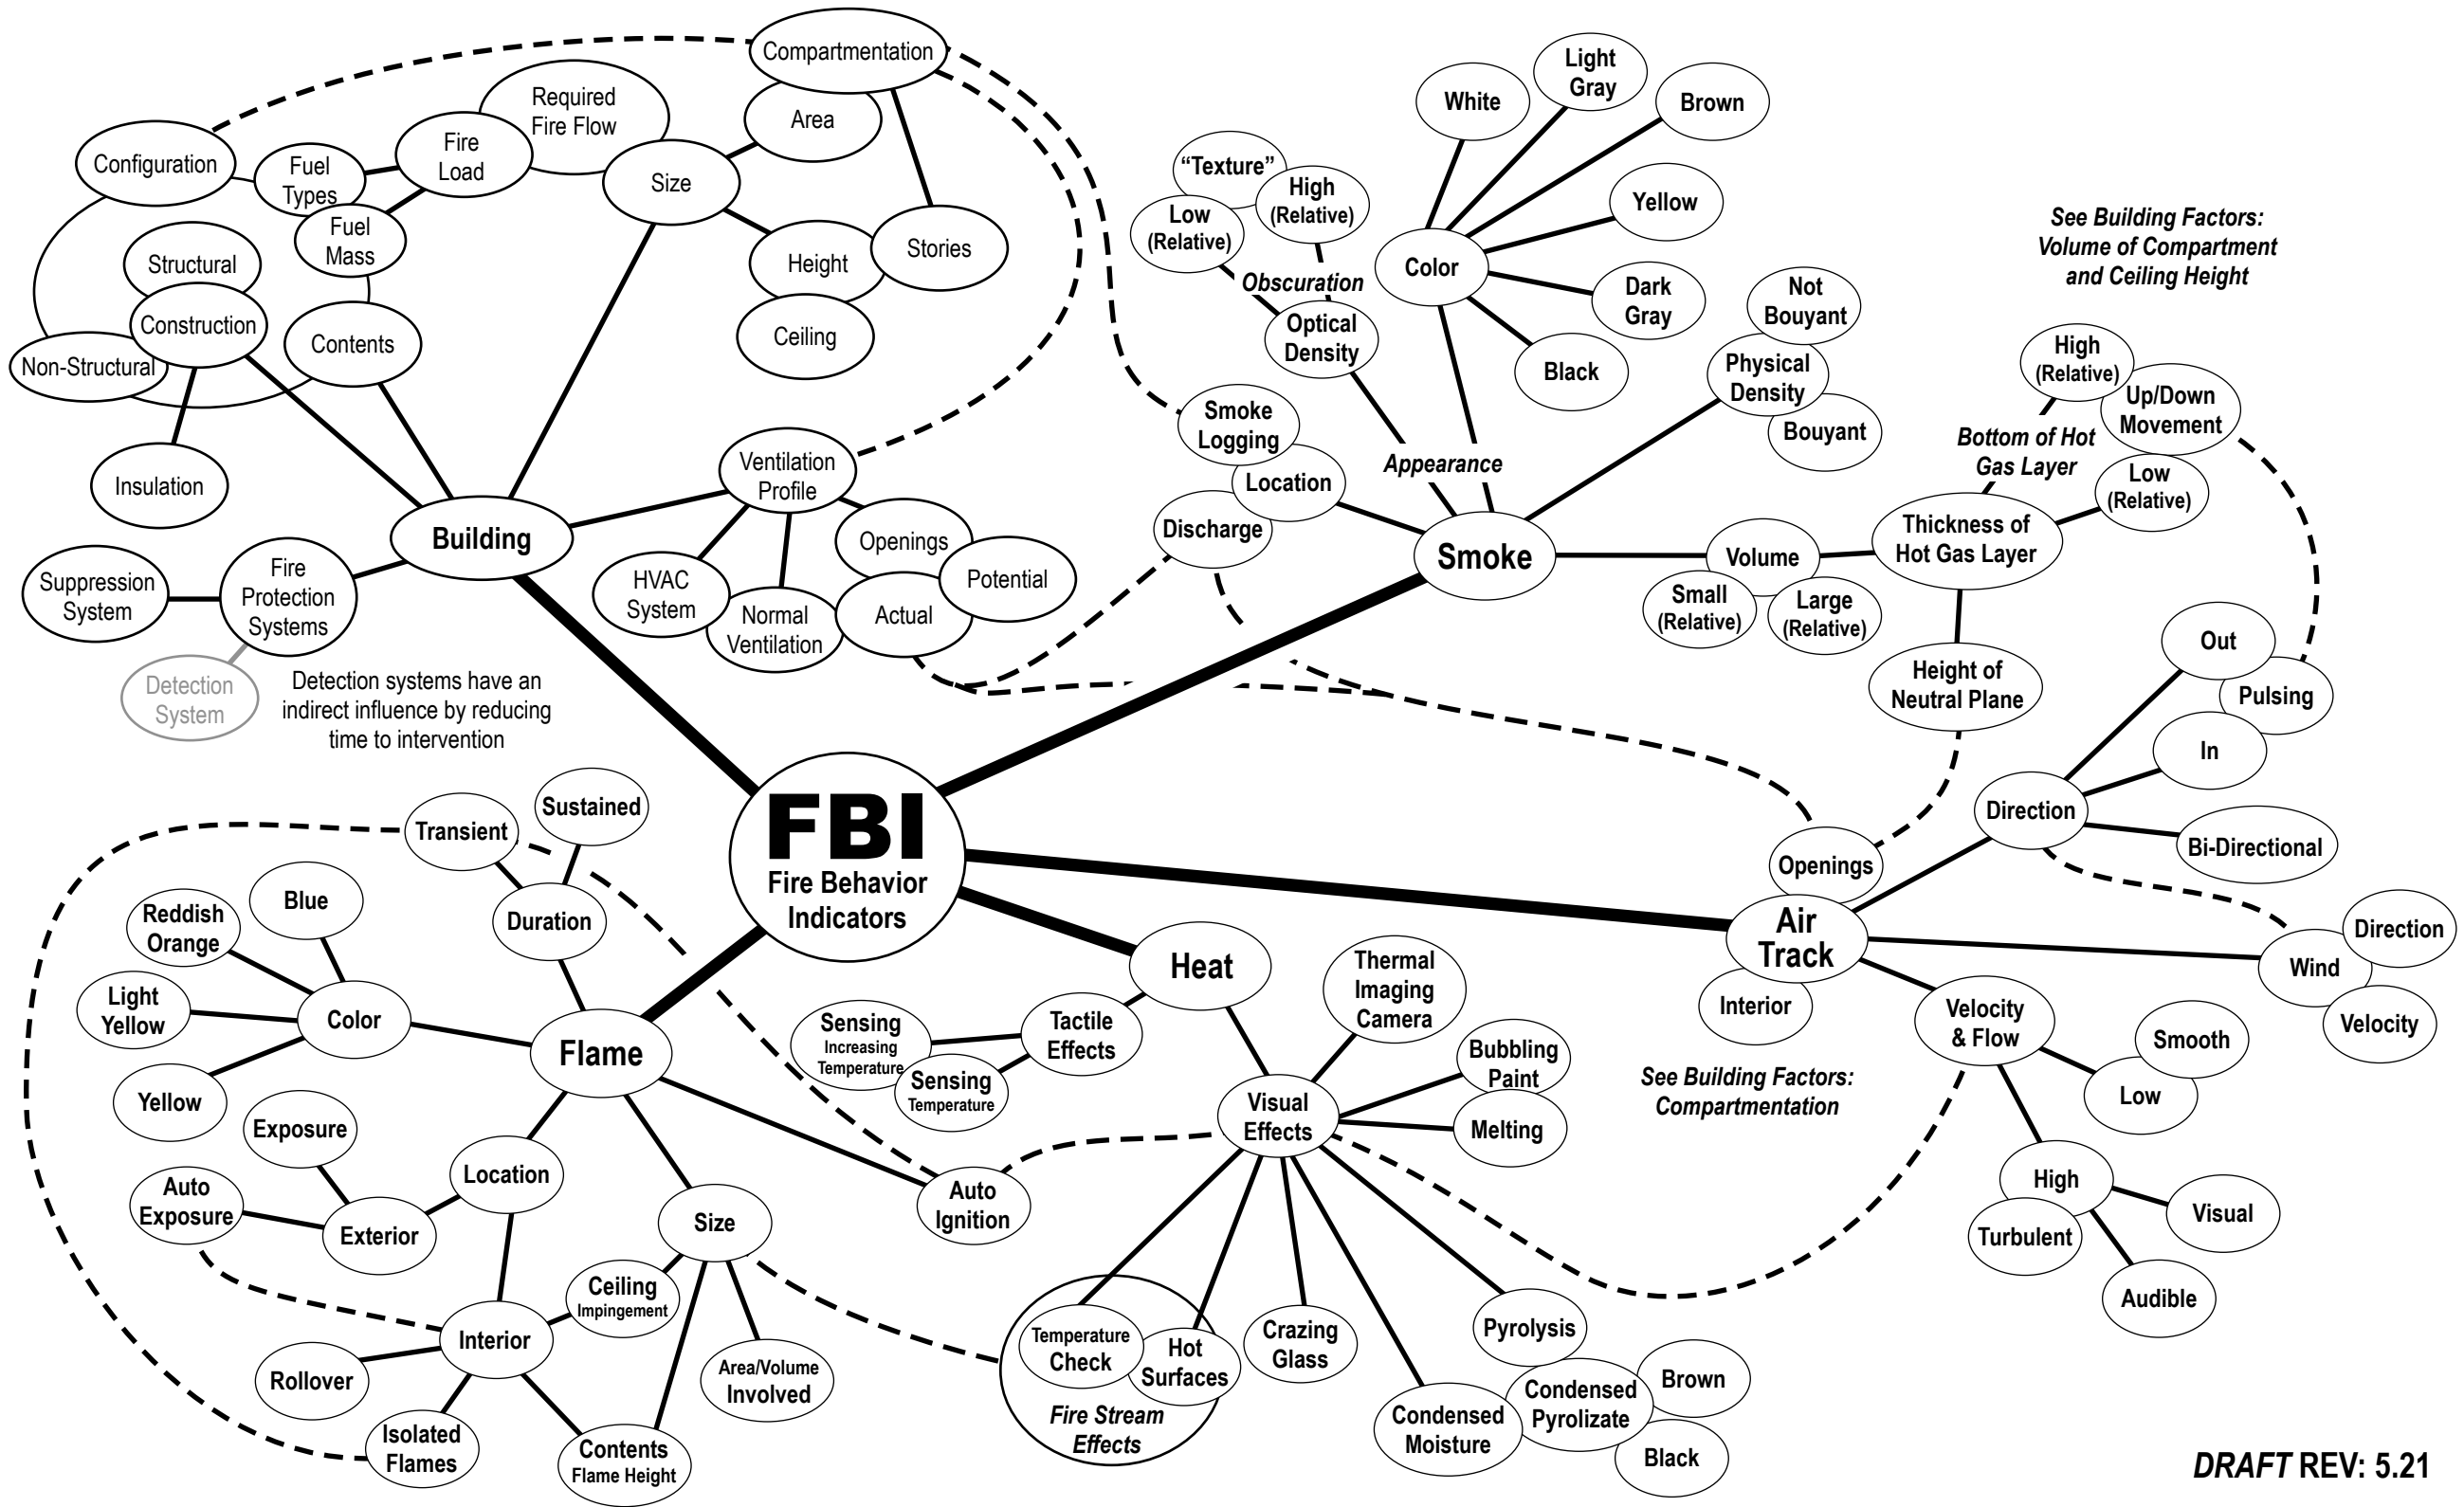 Compartmentation
Required
Fire Flow
Area
Configuration
Fuel
Types
Fire
Load
Size
Fuel
Mass
Structural
Height
Stories
Construction
Contents
Ceiling
Non-Structural
Insulation
Ventilation
Profile
Building
Openings
Potential
Actual
HVAC
System
Normal
Ventilation
Suppression
System
Fire
Protection
Systems
Detection
System
Detection systems have an
indirect influence by reducing
time to intervention
White
Light
Gray
Brown
“Texture”
High
(Relative)
Low
(Relative)
Yellow
Color
Obscuration
Dark
Gray
Optical
Density
Black
Not
Bouyant
Physical
Density
Bouyant
See Building Factors:
Volume of Compartment
and Ceiling Height
High
(Relative)
Up/Down
Movement
Bottom of Hot
Gas Layer
Low
(Relative)
Smoke
Logging
Location
Appearance
Discharge
Smoke
Volume
Small
(Relative)
Large
(Relative)
Thickness of
Hot Gas Layer
Height of
Neutral Plane
Out
Pulsing
In
Direction
Bi-Directional
Openings
Air
Track
Interior
Direction
Wind
Velocity
Velocity
& Flow
Smooth
Low
High
Turbulent
Visual
Audible
See Building Factors:
Compartmentation
FBI
Fire Behavior
Indicators
Heat
Tactile
Effects
Sensing
Increasing
Temperature
Sensing
Temperature
Thermal
Imaging
Camera
Visual
Effects
Bubbling
Paint
Melting
Transient
Sustained
Duration
Blue
Reddish
Orange
Light
Yellow
Color
Yellow
Flame
Exposure
Location
Auto
Exposure
Exterior
Size
Auto
Ignition
Ceiling
Impingement
Interior
Rollover
Isolated
Flames
Contents
Flame Height
Area/Volume
Involved
Temperature
Check
Hot
Surfaces
Fire Stream
Effects
Crazing
Glass
Pyrolysis
Condensed
Moisture
Condensed
Pyrolizate
Brown
Black
DRAFT REV: 5.21